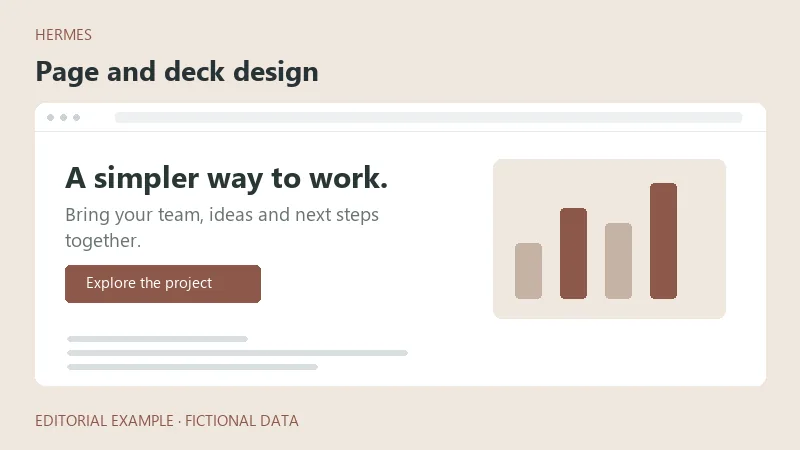 HERMES
Page and deck design
A simpler way to work.
Bring your team, ideas and next steps
together.
Explore the project
EDITORIAL EXAMPLE · FICTIONAL DATA